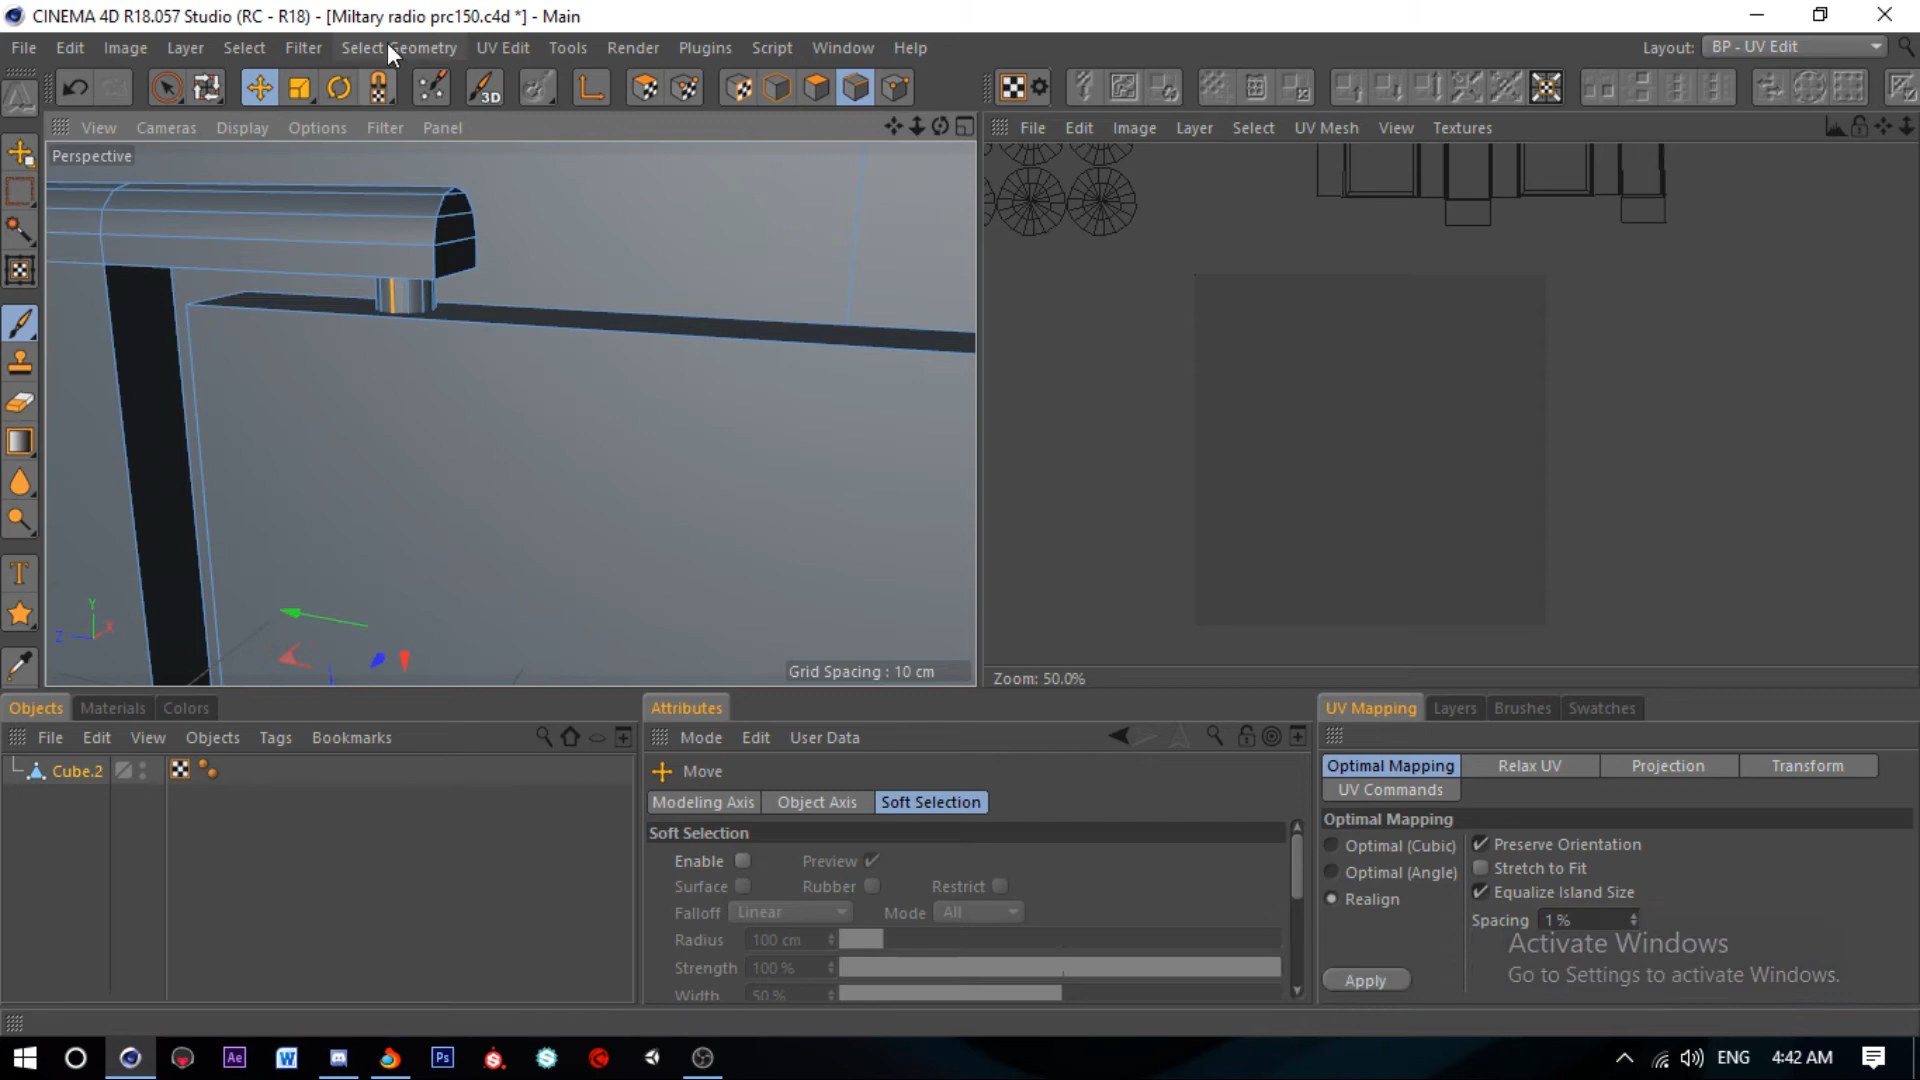 CINEMA 4D R18.057 Studio (RC - R18) - [Miltary radio prc150.c4d *] - Main
File Edit Image Layer Select Filter Select Geometry UV Edit Tools Render Plugins Script Window Help Layout: BP - UV Edit
3D
View Cameras Display Options Filter Panel
File Edit Image Layer Select UV Mesh View Textures
Perspective
Y
X
Z
Grid Spacing : 10 cm
Zoom: 50.0%
Objects Materials Colors
File Edit View Objects Tags Bookmarks
Cube.2
Attributes
Mode Edit User Data
Move
Modeling Axis Object Axis Soft Selection
Soft Selection
Enable Preview
Surface Rubber Restrict
Falloff Linear Mode All
Radius 100 cm
Strength 100 %
Width 50 %
UV Mapping Layers Brushes Swatches
Optimal Mapping Relax UV Projection Transform
UV Commands
Optimal Mapping
Optimal (Cubic) Preserve Orientation
Optimal (Angle) Stretch to Fit
Realign Equalize Island Size
Spacing 1 %
Apply
Activate Windows
Go to Settings to activate Windows.
Ae W Ps ENG 4:42 AM